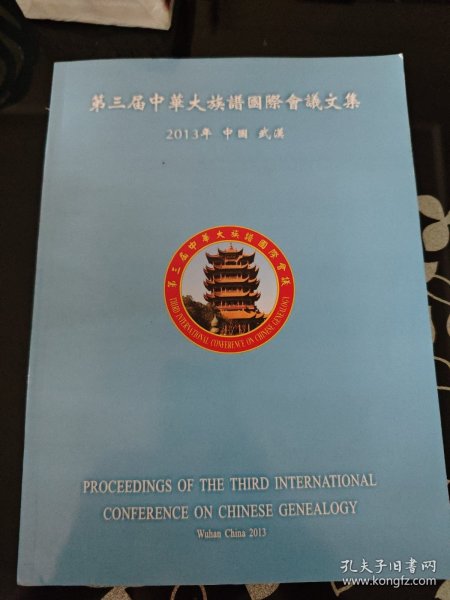 第三届中華大族譜國際會議文集
2013年 中國 武漢
第三届中華大族譜國際會議
THIRD INTERNATIONAL CONFERENCE ON CHINESE GENEALOGY
PROCEEDINGS OF THE THIRD INTERNATIONAL
CONFERENCE ON CHINESE GENEALOGY
Wuhan China 2013
孔夫子旧书网
www.kongfz.com